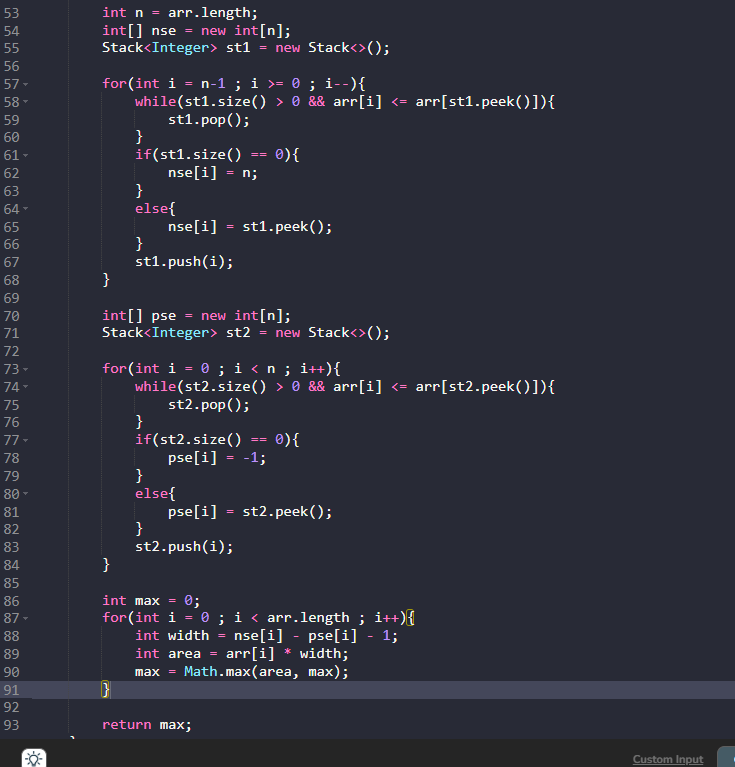 53 int n = arr.length;
54 int[] nse = new int[n];
55 Stack<Integer> st1 = new Stack<>();
56
57 for(int i = n-1 ; i >= 0 ; i--){
58 while(st1.size() > 0 && arr[i] <= arr[st1.peek()]){
59 st1.pop();
60 }
61 if(st1.size() == 0){
62 nse[i] = n;
63 }
64 else{
65 nse[i] = st1.peek();
66 }
67 st1.push(i);
68 }
69
70 int[] pse = new int[n];
71 Stack<Integer> st2 = new Stack<>();
72
73 for(int i = 0 ; i < n ; i++){
74 while(st2.size() > 0 && arr[i] <= arr[st2.peek()]){
75 st2.pop();
76 }
77 if(st2.size() == 0){
78 pse[i] = -1;
79 }
80 else{
81 pse[i] = st2.peek();
82 }
83 st2.push(i);
84 }
85
86 int max = 0;
87 for(int i = 0 ; i < arr.length ; i++){
88 int width = nse[i] - pse[i] - 1;
89 int area = arr[i] * width;
90 max = Math.max(area, max);
91 }
92
93 return max;
Custom Input